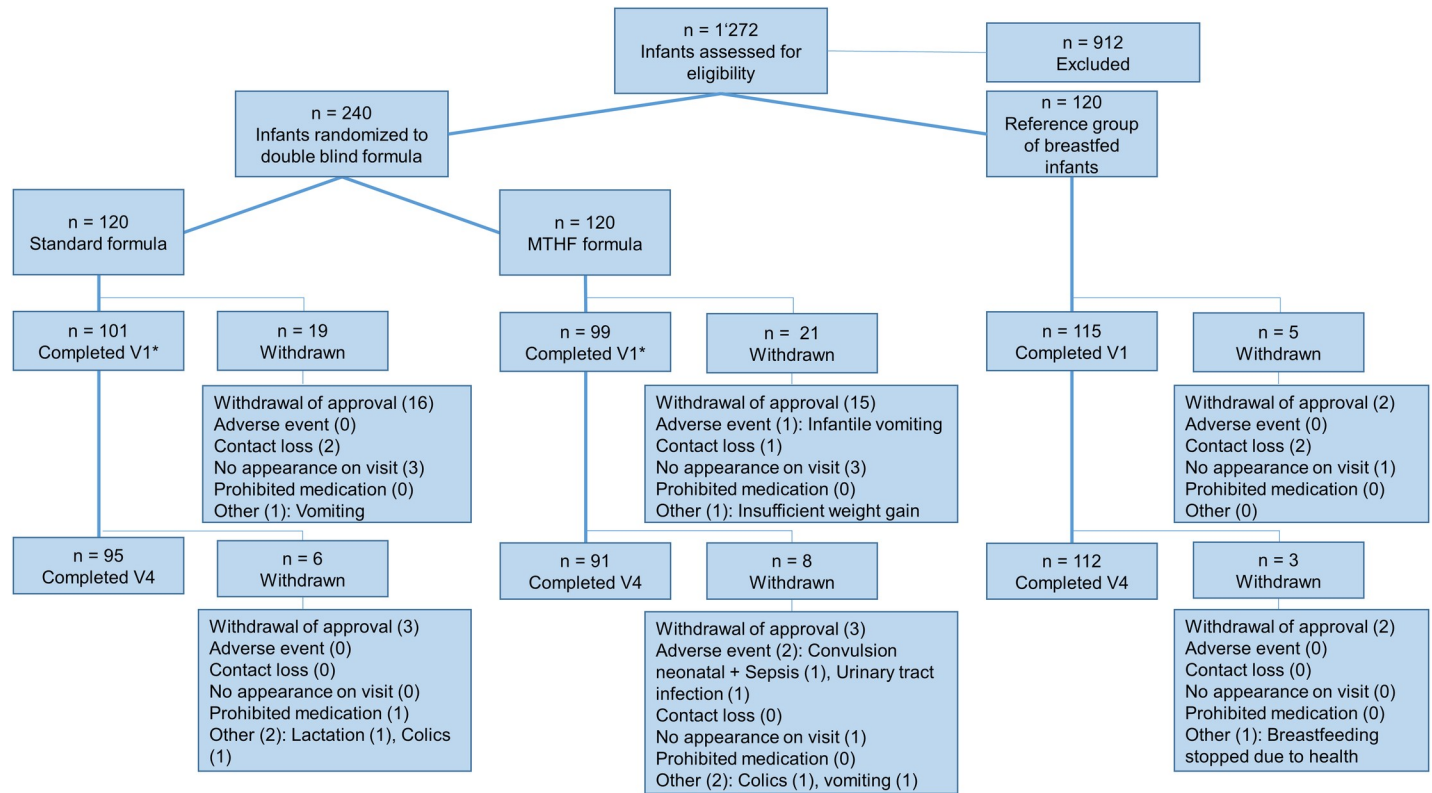 n = 1‘272
Infants assessed for
eligibility
n = 912
Excluded
n = 240
Infants randomized to
double blind formula
n = 120
Reference group
of breastfed
infants
n = 120
Standard formula
n = 120
MTHF formula
n = 101
Completed V1*
n = 19
Withdrawn
n = 99
Completed V1*
n = 21
Withdrawn
n = 115
Completed V1
n = 5
Withdrawn
Withdrawal of approval (16)
Adverse event (0)
Contact loss (2)
No appearance on visit (3)
Prohibited medication (0)
Other (1): Vomiting
Withdrawal of approval (15)
Adverse event (1): Infantile vomiting
Contact loss (1)
No appearance on visit (3)
Prohibited medication (0)
Other (1): Insufficient weight gain
Withdrawal of approval (2)
Adverse event (0)
Contact loss (2)
No appearance on visit (1)
Prohibited medication (0)
Other (0)
n = 95
Completed V4
n = 6
Withdrawn
n = 91
Completed V4
n = 8
Withdrawn
n = 112
Completed V4
n = 3
Withdrawn
Withdrawal of approval (3)
Adverse event (0)
Contact loss (0)
No appearance on visit (0)
Prohibited medication (1)
Other (2): Lactation (1), Colics
(1)
Withdrawal of approval (3)
Adverse event (2): Convulsion
neonatal + Sepsis (1), Urinary tract
infection (1)
Contact loss (0)
No appearance on visit (1)
Prohibited medication (0)
Other (2): Colics (1), vomiting (1)
Withdrawal of approval (2)
Adverse event (0)
Contact loss (0)
No appearance on visit (0)
Prohibited medication (0)
Other (1): Breastfeeding
stopped due to health